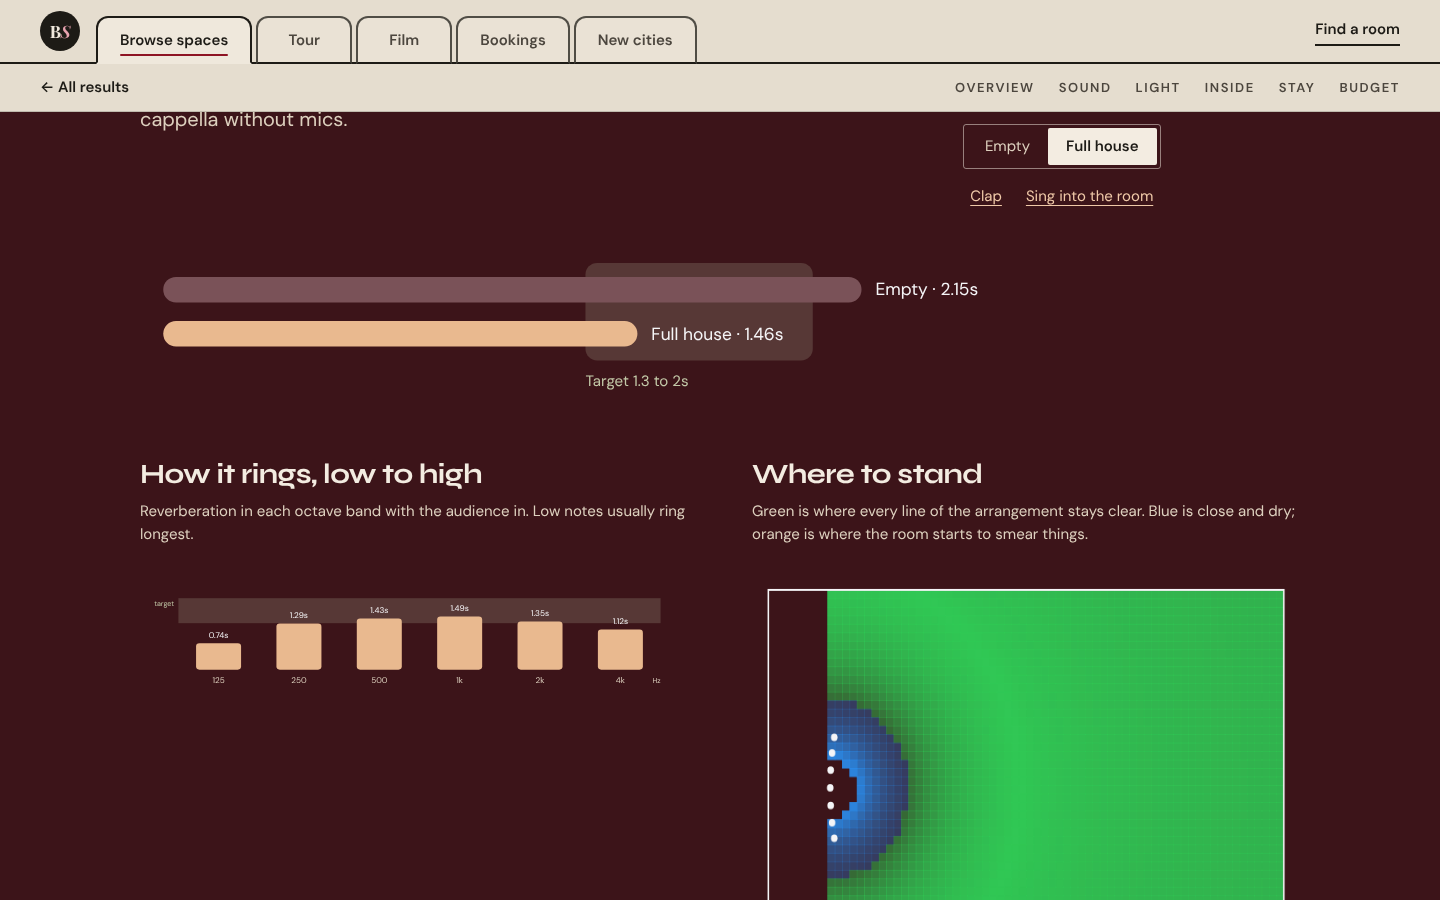 BS
Browse spaces
Tour
Film
Bookings
New cities
Find a room
← All results
OVERVIEW
SOUND
LIGHT
INSIDE
STAY
BUDGET
cappella without mics.
Empty
Full house
Clap
Sing into the room
Empty · 2.15s
Full house · 1.46s
Target 1.3 to 2s
How it rings, low to high
Reverberation in each octave band with the audience in. Low notes usually ring
longest.
target
0.74s
1.29s
1.43s
1.49s
1.35s
1.12s
125
250
500
1k
2k
4k
Hz
Where to stand
Green is where every line of the arrangement stays clear. Blue is close and dry;
orange is where the room starts to smear things.